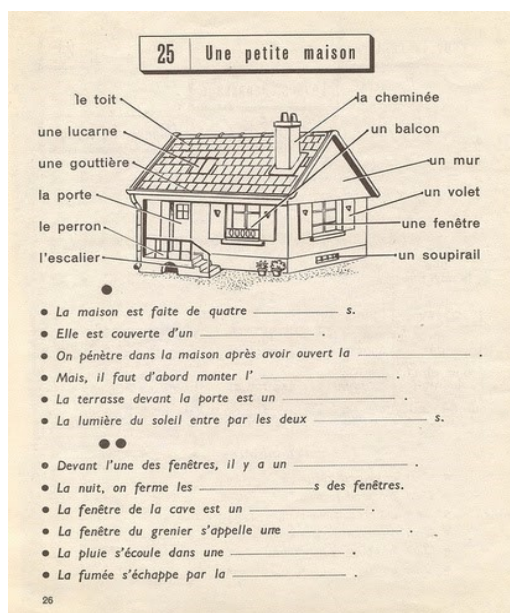 25 Une petite maison
le toit
la cheminée
une lucarne
un balcon
une gouttière
un mur
la porte
un volet
le perron
une fenêtre
l'escalier
un soupirail
● La maison est faite de quatre s.
● Elle est couverte d'un .
● On pénètre dans la maison après avoir ouvert la .
● Mais, il faut d'abord monter l' .
● La terrasse devant la porte est un .
● La lumière du soleil entre par les deux s.
● Devant l'une des fenêtres, il y a un .
● La nuit, on ferme les s des fenêtres.
● La fenêtre de la cave est un .
● La fenêtre du grenier s'appelle une .
● La pluie s'écoule dans une .
● La fumée s'échappe par la .
26